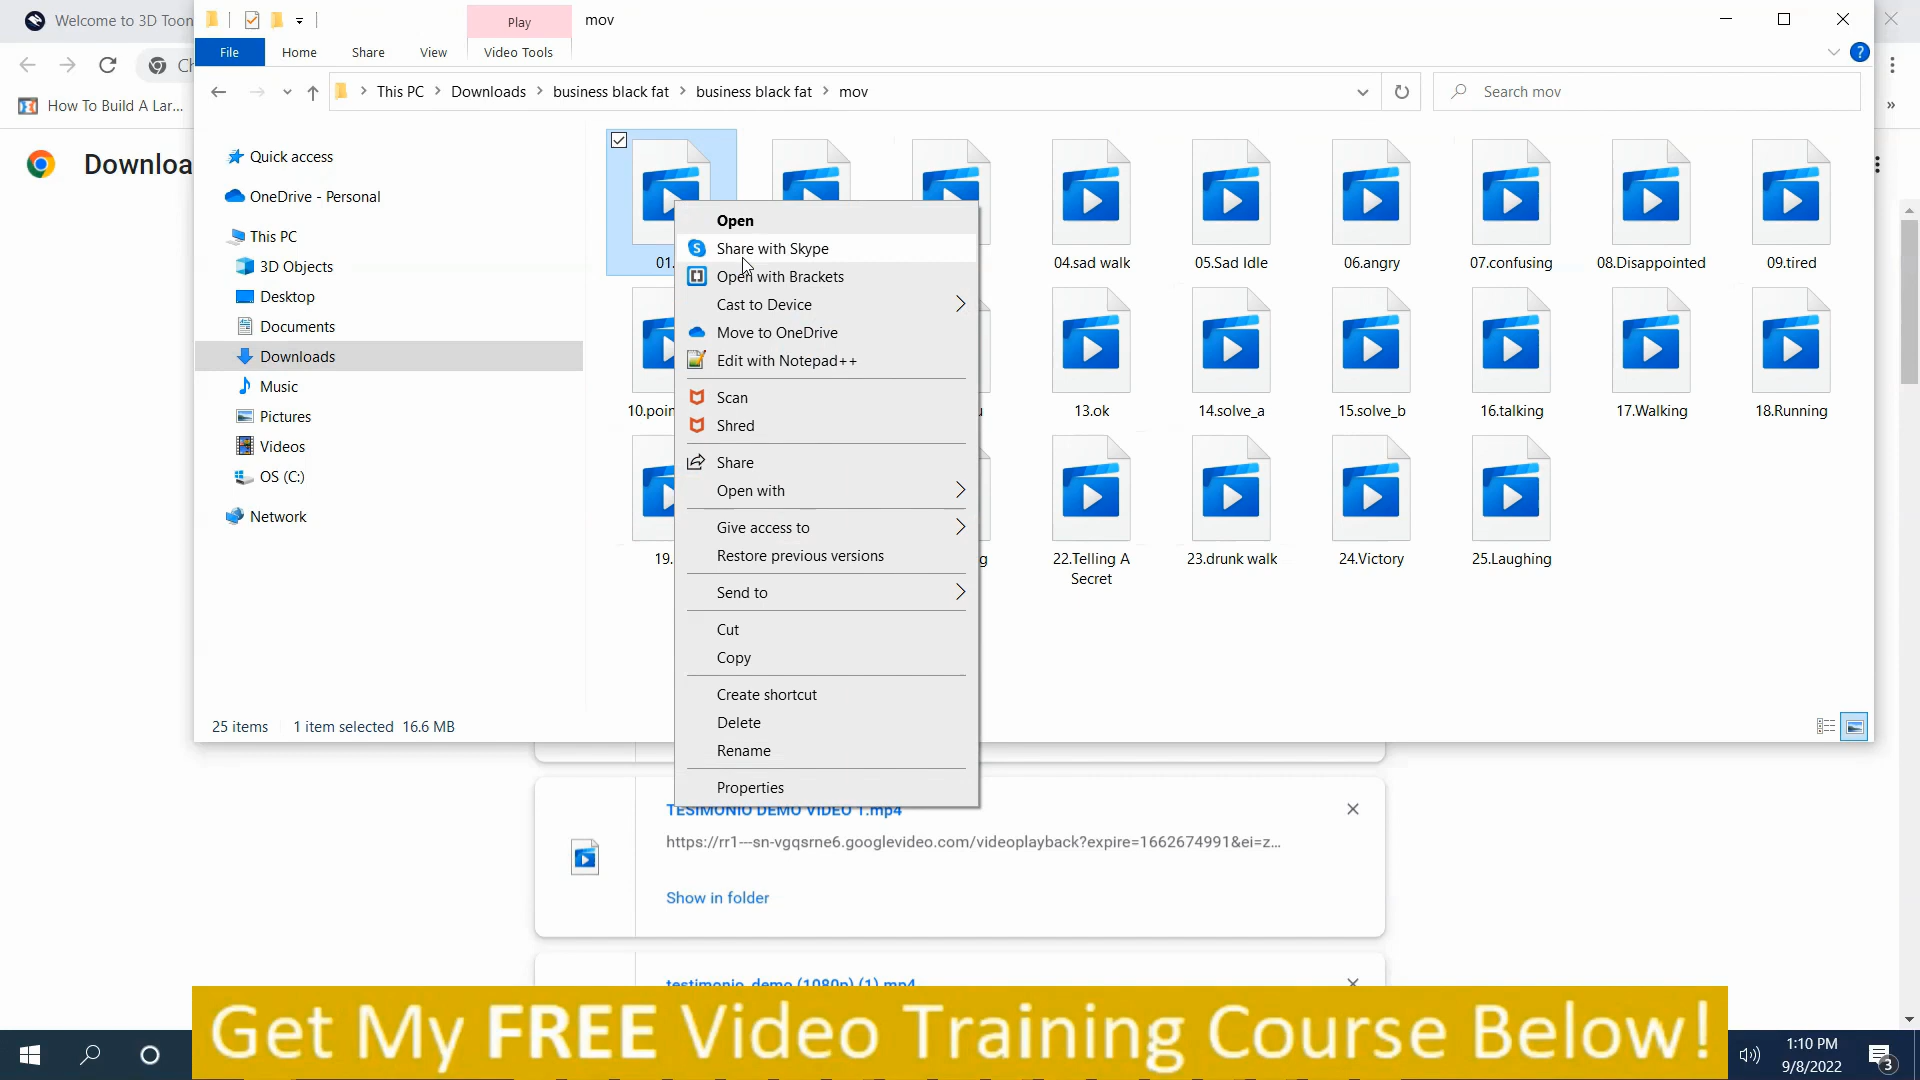 Welcome to 3D Toon
Play
mov
File
Home
Share
View
Video Tools
This PC
Downloads
business black fat
business black fat
mov
Search mov
How To Build A Lar...
Downloa
Quick access
OneDrive - Personal
This PC
3D Objects
Desktop
Documents
Downloads
Music
Pictures
Videos
OS (C:)
Network
01.
04.sad walk
05.Sad Idle
06.angry
07.confusing
08.Disappointed
09.tired
10.poin
13.ok
14.solve_a
15.solve_b
16.talking
17.Walking
18.Running
19.
22.Telling A
Secret
23.drunk walk
24.Victory
25.Laughing
Open
Share with Skype
Open with Brackets
Cast to Device
Move to OneDrive
Edit with Notepad++
Scan
Shred
Share
Open with
Give access to
Restore previous versions
Send to
Cut
Copy
Create shortcut
Delete
Rename
Properties
25 items
1 item selected 16.6 MB
TESIMONIO DEMO VIDEO 1.mp4
https://rr1---sn-vgqsrne6.googlevideo.com/videoplayback?expire=1662674991&ei=z...
Show in folder
testimonio_demo (1080p) (1).mp4
Get My FREE Video Training Course Below!
1:10 PM
9/8/2022
3